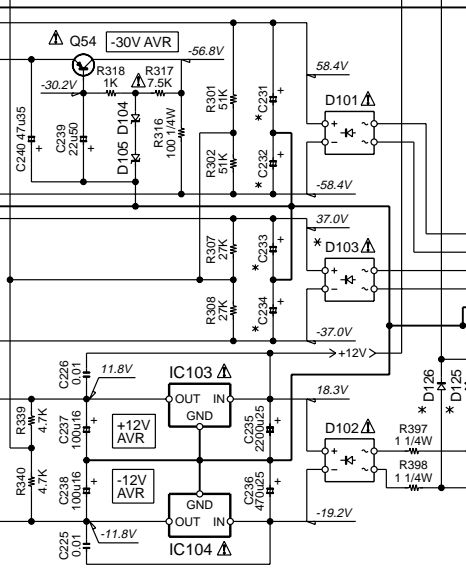 Q54
-30V AVR
-56.8V
58.4V
R318
1K
R317
7.5K
-30.2V
R301
51K
C231
*
D101
+
-
~
~
C240 47u35
+
C239
22u50
+
D105 D104
R316
100 1/4W
R302
51K
C232
*
-58.4V
37.0V
*
D103
R307
27K
C233
*
+
-
~
~
R308
27K
C234
*
-37.0V
+12V
C226
0.01
11.8V
IC103
OUT IN
GND
18.3V
D126
*
D125
*
R339
4.7K
C237
100u16
+
+12V
AVR
C235
2200u25
+
D102
+
-
~
~
R397
1 1/4W
R398
1 1/4W
R340
4.7K
C238
100u16
+
-12V
AVR
C236
470u25
+
GND
OUT IN
IC104
-19.2V
-11.8V
C225
0.01